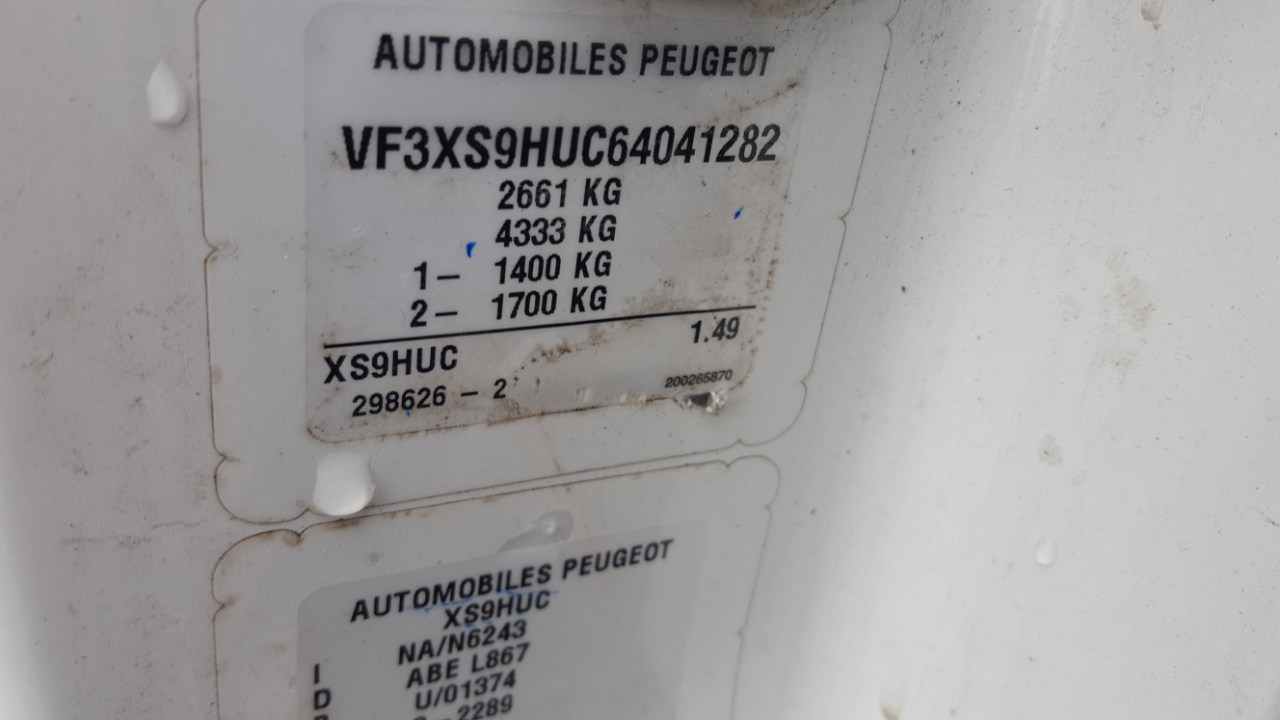 AUTOMOBILES PEUGEOT
VF3XS9HUC64041282
2661 KG
4333 KG
1- 1400 KG
2- 1700 KG
XS9HUC 1.49
298626 - 2 200265870
AUTOMOBILES PEUGEOT
XS9HUC
NA/N6243
I ABE L867
D U/01374
2289